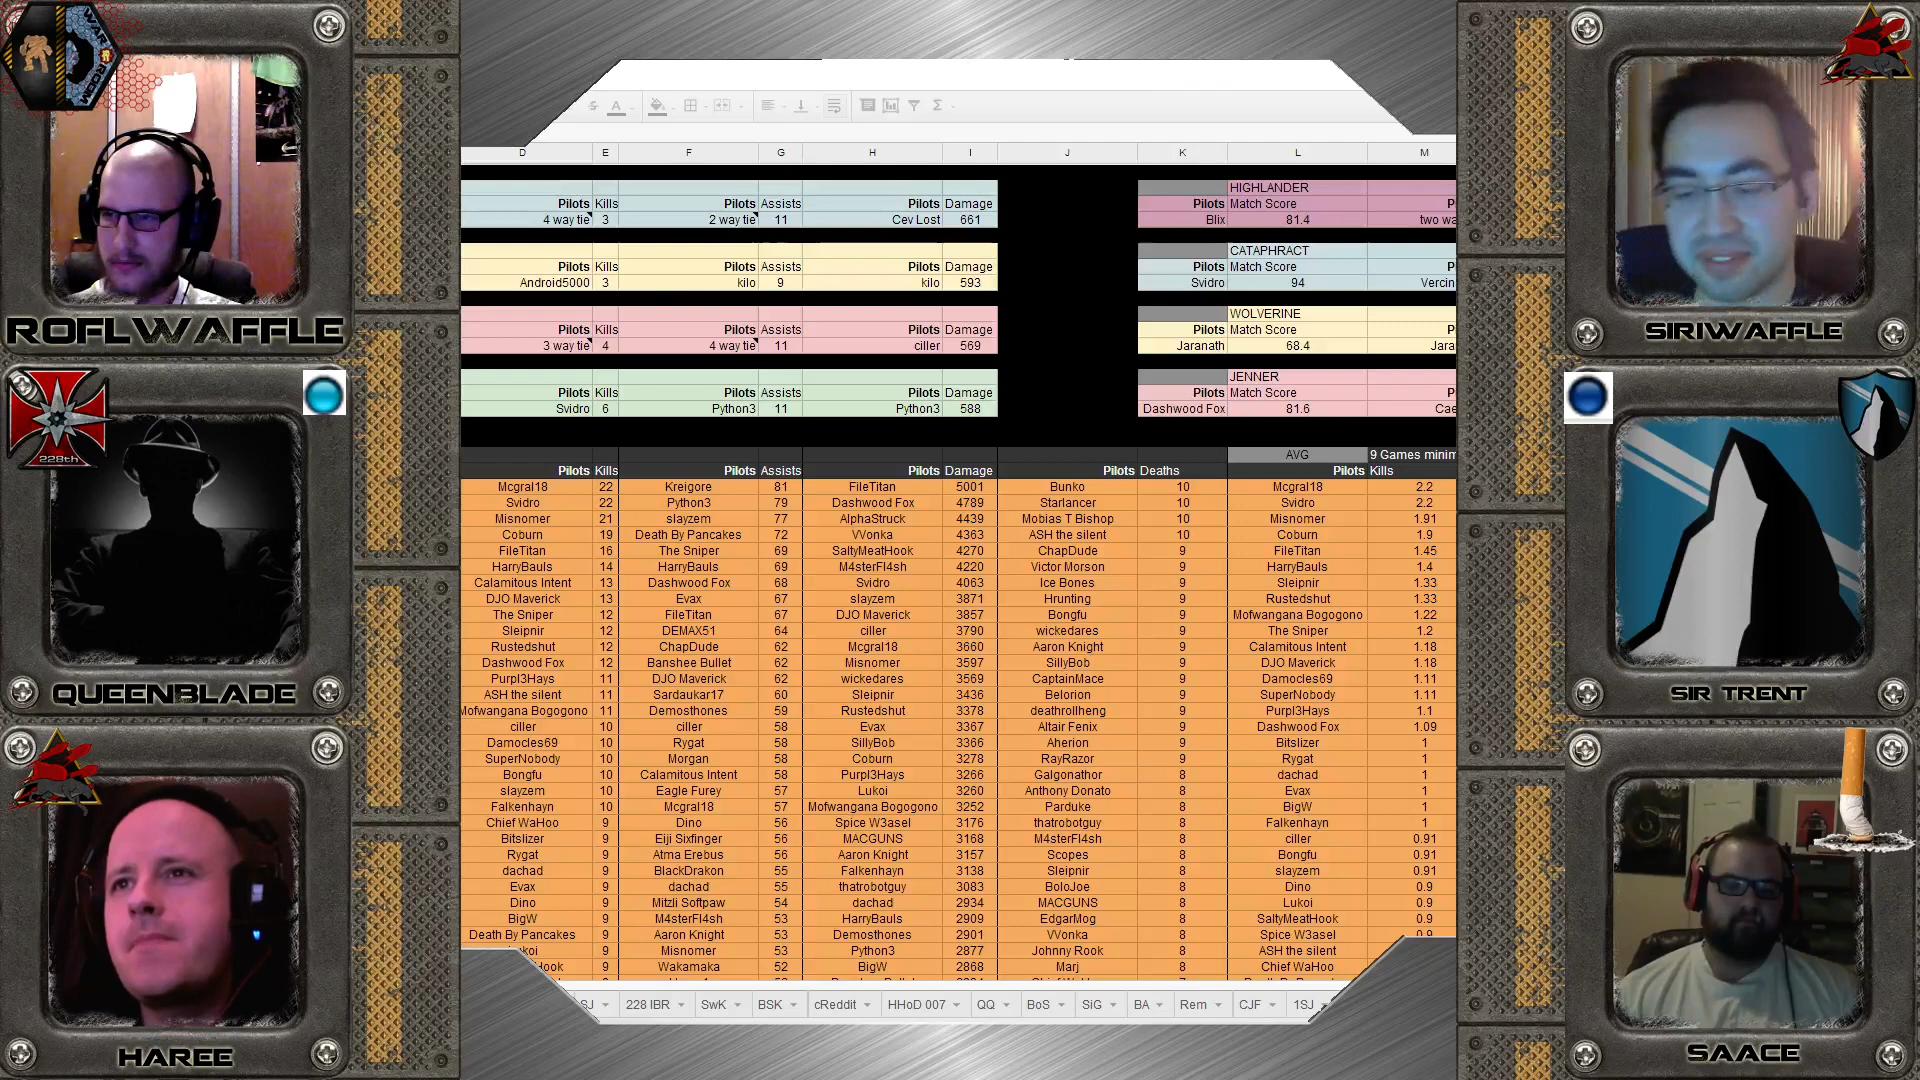 WAR ROOM
ROFLWAFFLE
228th
QUEENBLADE
HAREE
SIRIWAFFLE
SIR TRENT
SAACE
D E F G H I J K L M
HIGHLANDER
Pilots Kills Pilots Assists Pilots Damage Pilots Match Score
4 way tie 3 2 way tie 11 Cev Lost 661 Blix 81.4 two wa
CATAPHRACT
Pilots Kills Pilots Assists Pilots Damage Pilots Match Score
Android5000 3 kilo 9 kilo 593 Svidro 94 Vercin
WOLVERINE
Pilots Kills Pilots Assists Pilots Damage Pilots Match Score
3 way tie 4 4 way tie 11 ciller 569 Jaranath 68.4 Jara
JENNER
Pilots Kills Pilots Assists Pilots Damage Pilots Match Score
Svidro 6 Python3 11 Python3 588 Dashwood Fox 81.6 Cae
AVG 9 Games minim
Pilots Kills Pilots Assists Pilots Damage Pilots Deaths Pilots Kills
Mcgral18 22 Kreigore 81 FileTitan 5001 Bunko 10 Mcgral18 2.2
Svidro 22 Python3 79 Dashwood Fox 4789 Starlancer 10 Svidro 2.2
Misnomer 21 slayzem 77 AlphaStruck 4439 Mobias T Bishop 10 Misnomer 1.91
Coburn 19 Death By Pancakes 72 VVonka 4363 ASH the silent 10 Coburn 1.9
FileTitan 16 The Sniper 69 SaltyMeatHook 4270 ChapDude 9 FileTitan 1.45
HarryBauls 14 HarryBauls 69 M4sterFl4sh 4220 Victor Morson 9 HarryBauls 1.4
Calamitous Intent 13 Dashwood Fox 68 Svidro 4063 Ice Bones 9 Sleipnir 1.33
DJO Maverick 13 Evax 67 slayzem 3871 Hrunting 9 Rustedshut 1.33
The Sniper 12 FileTitan 67 DJO Maverick 3857 Bongfu 9 Mofwangana Bogogono 1.22
Sleipnir 12 DEMAX51 64 ciller 3790 wickedares 9 The Sniper 1.2
Rustedshut 12 ChapDude 62 Mcgral18 3660 Aaron Knight 9 Calamitous Intent 1.18
Dashwood Fox 12 Banshee Bullet 62 Misnomer 3597 SillyBob 9 DJO Maverick 1.18
Purpl3Hays 11 DJO Maverick 62 wickedares 3569 CaptainMace 9 Damocles69 1.11
ASH the silent 11 Sardaukar17 60 Sleipnir 3436 Belorion 9 SuperNobody 1.11
Mofwangana Bogogono 11 Demosthones 59 Rustedshut 3378 deathrollheng 9 Purpl3Hays 1.1
ciller 10 ciller 58 Evax 3367 Altair Fenix 9 Dashwood Fox 1.09
Damocles69 10 Rygat 58 SillyBob 3366 Aherion 9 Bitslizer 1
SuperNobody 10 Morgan 58 Coburn 3278 RayRazor 9 Rygat 1
Bongfu 10 Calamitous Intent 58 Purpl3Hays 3266 Galgonathor 8 dachad 1
slayzem 10 Eagle Furey 57 Lukoi 3260 Anthony Donato 8 Evax 1
Falkenhayn 10 Mcgral18 57 Mofwangana Bogogono 3252 Parduke 8 BigW 1
Chief WaHoo 9 Dino 56 Spice W3asel 3176 thatrobotguy 8 Falkenhayn 1
Bitslizer 9 Eiji Sixfinger 56 MACGUNS 3168 M4sterFl4sh 8 ciller 0.91
Rygat 9 Atma Erebus 56 Aaron Knight 3157 Scopes 8 Bongfu 0.91
dachad 9 BlackDrakon 55 Falkenhayn 3138 Sleipnir 8 slayzem 0.91
Evax 9 dachad 55 thatrobotguy 3083 BoloJoe 8 Dino 0.9
Dino 9 Mitzli Softpaw 54 dachad 2934 MACGUNS 8 Lukoi 0.9
BigW 9 M4sterFl4sh 53 HarryBauls 2909 EdgarMog 8 SaltyMeatHook 0.9
Death By Pancakes 9 Aaron Knight 53 Demosthones 2901 VVonka 8 Spice W3asel 0.9
ukoi 9 Misnomer 53 Python3 2877 Johnny Rook 8 ASH the silent
Hook 9 Wakamaka 52 BigW 2868 Marj 8 Chief WaHoo
SJ 228 IBR SwK BSK cReddit HHoD 007 QQ BoS SiG BA Rem CJF 1SJ